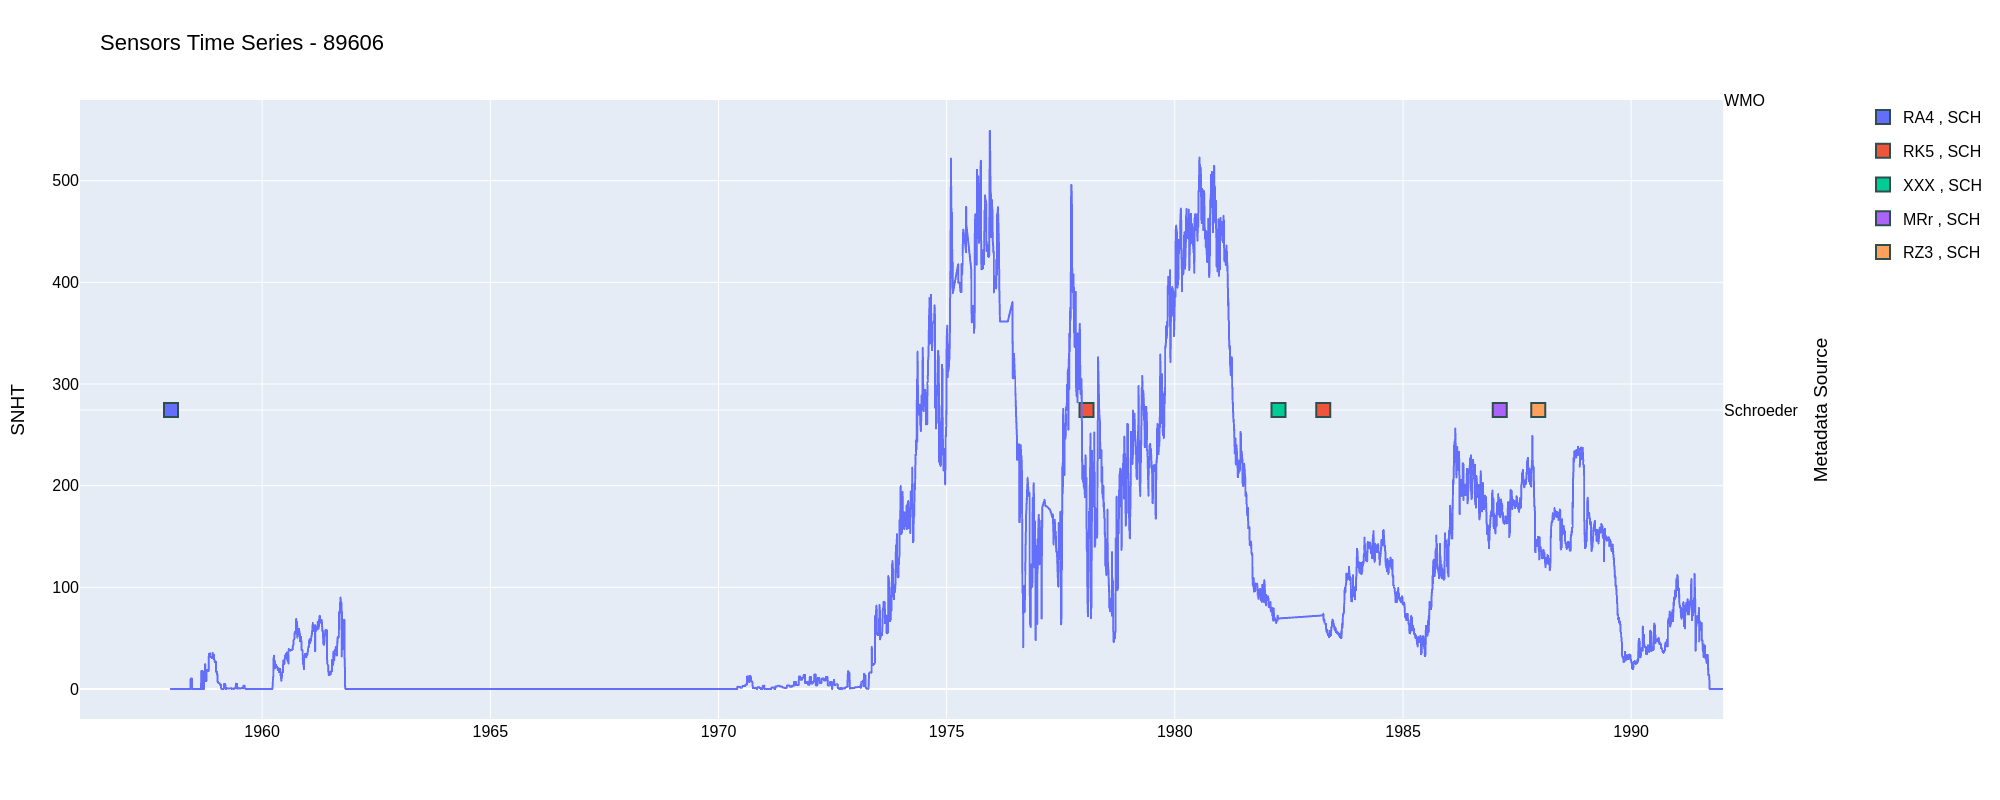 Sensors Time Series - 89606
WMO
RA4 , SCH
RK5 , SCH
XXX , SCH
MRr , SCH
RZ3 , SCH
500
400
300
200
100
0
SNHT
Schroeder
Metadata Source
1960
1965
1970
1975
1980
1985
1990